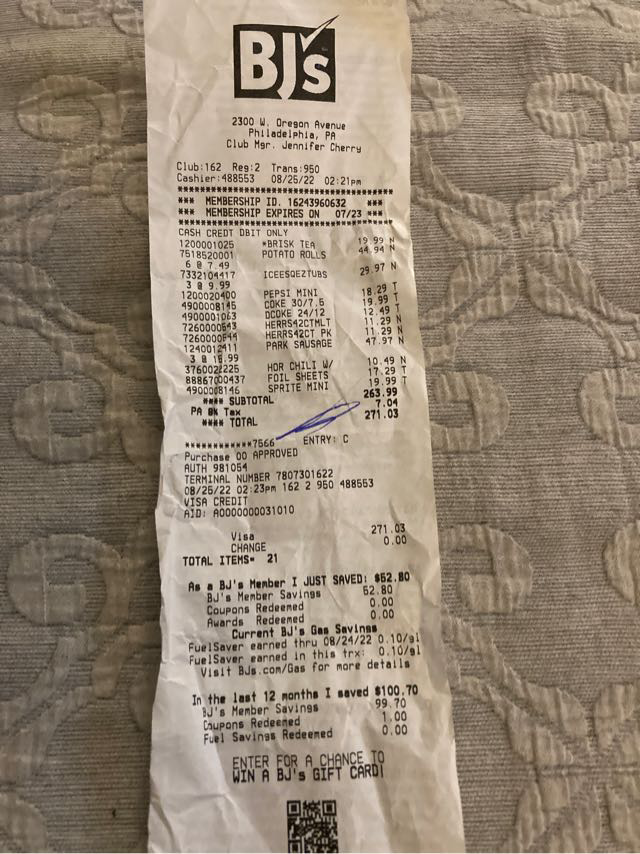 BJ's
2300 W. Oregon Avenue
Philadelphia, PA
Club Mgr. Jennifer Cherry
Club:162 Reg:2 Trans:950
Cashier:488553 08/25/22 02:21pm
***************************************
*** MEMBERSHIP ID. 16243960632 ***
*** MEMBERSHIP EXPIRES ON 07/23 ***
***************************************
CASH CREDT DBIT ONLY
1200001025 *BRISK TEA 19.99 N
7518520001 POTATO ROLLS 44.94 N
6 @ 7.49
7332104417 ICEESQEZTUBS 29.97 N
3 @ 9.99
1200020400 PEPSI MINI 18.29 T
4900008145 COKE 30/7.5 19.99 T
4900001063 DCOKE 24/12 12.49 T
7260000543 HERRS42CTMLT 11.29 N
7260000544 HERRS42CT PK 11.29 N
1240012411 PARK SAUSAGE 47.97 N
3 @ 15.99
376002225 HOR CHILI W/ 10.49 N
88867000437 FOIL SHEETS 17.29 T
4900008146 SPRITE MINI 19.99 T
**** SUBTOTAL 263.99
PA 8% Tax 7.04
**** TOTAL 271.03
************7566 ENTRY: C
Purchase 00 APPROVED
AUTH 981054
TERMINAL NUMBER 7807301622
08/25/22 02:23pm 162 2 950 488553
VISA CREDIT
AID: A0000000031010
Visa 271.03
CHANGE 0.00
TOTAL ITEMS= 21
As a BJ's Member I JUST SAVED: $52.80
BJ's Member Savings 52.80
Coupons Redeemed 0.00
Awards Redeemed 0.00
Current BJ's Gas Savings
FuelSaver earned thru 08/24/22 0.10/gl
FuelSaver earned in this trx: 0.10/gl
Visit BJs.com/Gas for more details
In the last 12 months I saved $100.70
BJ's Member Savings 99.70
Coupons Redeemed 1.00
Fuel Savings Redeemed 0.00
ENTER FOR A CHANCE TO
WIN A BJ's GIFT CARD!